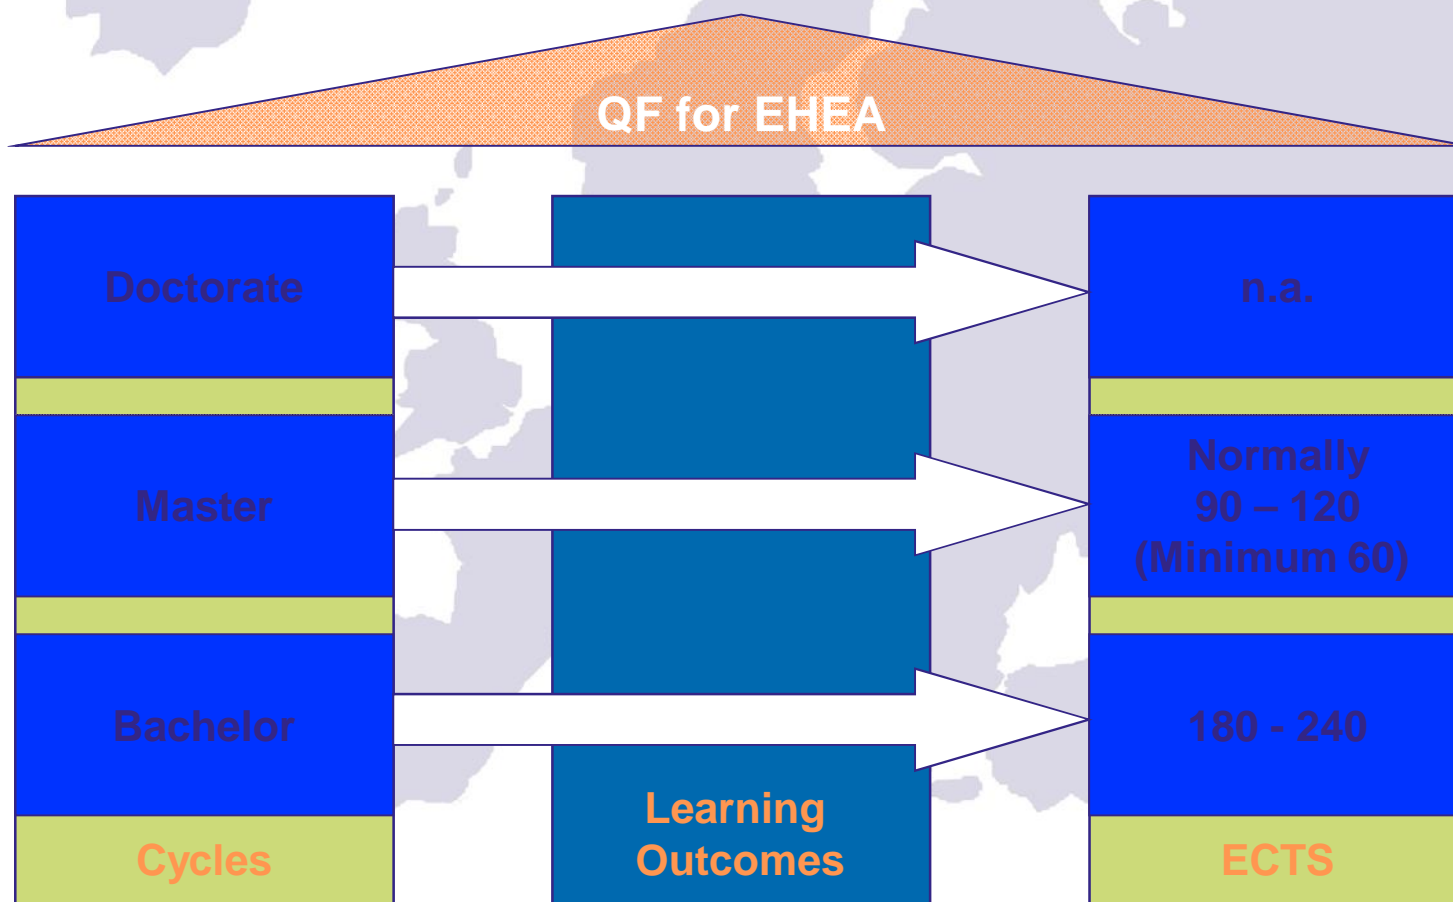 QF for EHEA
Doctorate
n.a.
Master
Normally
90 – 120
(Minimum 60)
Bachelor
180 - 240
Cycles
Learning
Outcomes
ECTS